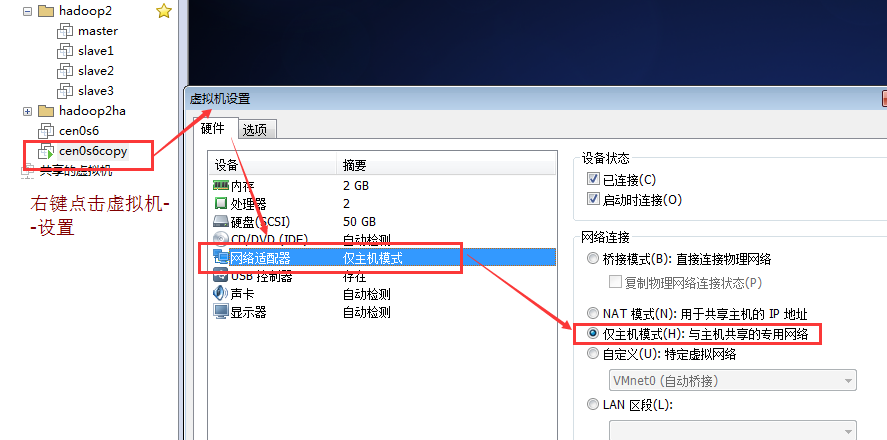 hadoop2
master
slave1
slave2
slave3
hadoop2ha
cen0s6
cen0s6copy
共享的虚拟机
右键点击虚拟机-
-设置
虚拟机设置
硬件 选项
设备 摘要
内存 2 GB
处理器 2
硬盘(SCSI) 50 GB
CD/DVD (IDE) 自动检测
网络适配器 仅主机模式
USB 控制器 存在
声卡 自动检测
显示器 自动检测
设备状态
已连接(C)
启动时连接(O)
网络连接
桥接模式(B): 直接连接物理网络
复制物理网络连接状态(P)
NAT 模式(N): 用于共享主机的 IP 地址
仅主机模式(H): 与主机共享的专用网络
自定义(U): 特定虚拟网络
VMnet0 (自动桥接)
LAN 区段(L):